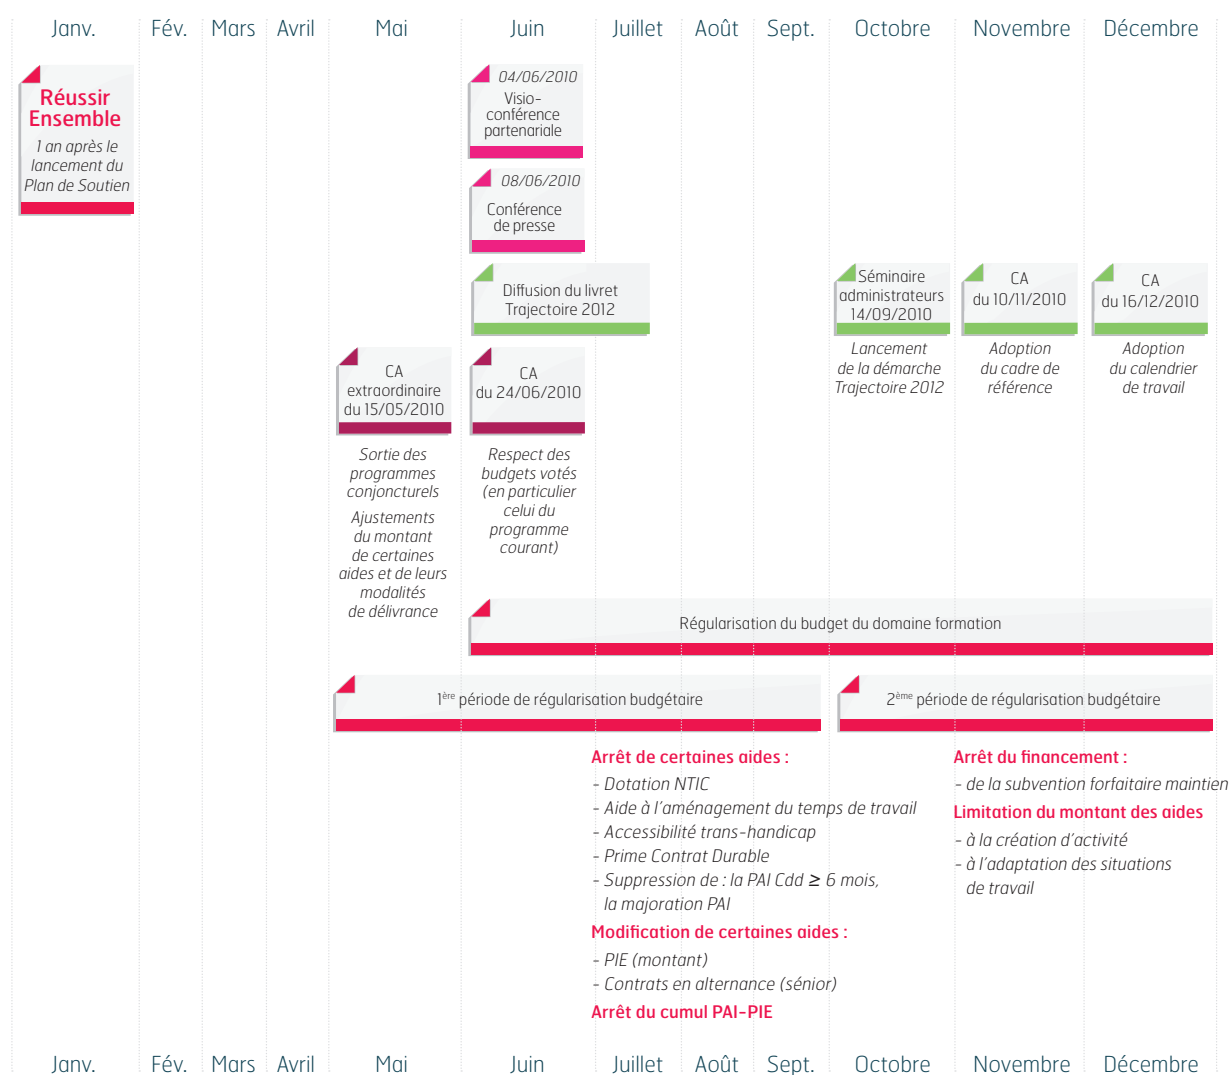 Janv. Fév. Mars Avril Mai Juin Juillet Août Sept. Octobre Novembre Décembre
Réussir
Ensemble
1 an après le
lancement du
Plan de Soutien
04/06/2010
Visio-
conférence
partenariale
08/06/2010
Conférence
de presse
Diffusion du livret
Trajectoire 2012
Séminaire
administrateurs
14/09/2010
Lancement
de la démarche
Trajectoire 2012
CA
du 10/11/2010
Adoption
du cadre de
référence
CA
du 16/12/2010
Adoption
du calendrier
de travail
CA
extraordinaire
du 15/05/2010
Sortie des
programmes
conjoncturels
Ajustements
du montant
de certaines
aides et de leurs
modalités
de délivrance
CA
du 24/06/2010
Respect des
budgets votés
(en particulier
celui du
programme
courant)
Régularisation du budget du domaine formation
1ère période de régularisation budgétaire
2ème période de régularisation budgétaire
Arrêt de certaines aides :
- Dotation NTIC
- Aide à l'aménagement du temps de travail
- Accessibilité trans-handicap
- Prime Contrat Durable
- Suppression de : la PAI Cdd ≥ 6 mois,
la majoration PAI
Modification de certaines aides :
- PIE (montant)
- Contrats en alternance (sénior)
Arrêt du cumul PAI-PIE
Arrêt du financement :
- de la subvention forfaitaire maintien
Limitation du montant des aides
- à la création d'activité
- à l'adaptation des situations
de travail
Janv. Fév. Mars Avril Mai Juin Juillet Août Sept. Octobre Novembre Décembre